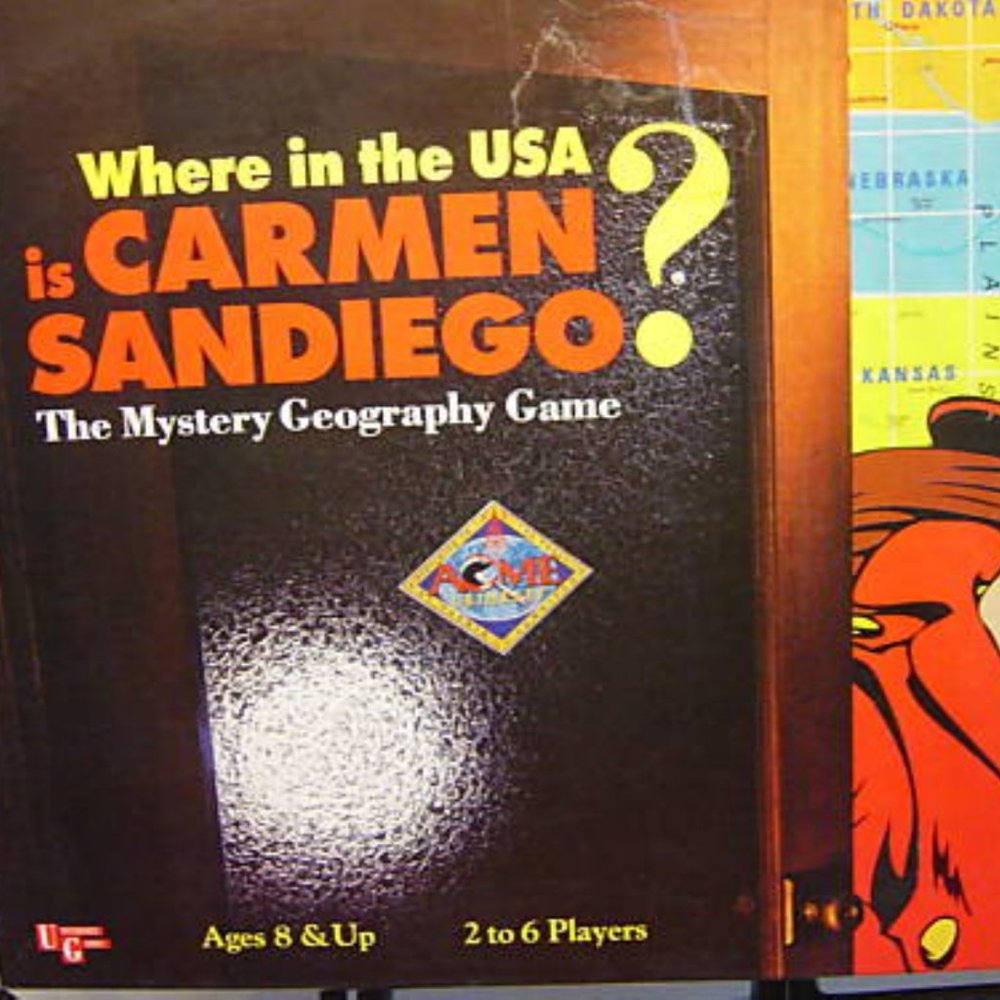 Where in the USA
is CARMEN
SANDIEGO?
The Mystery Geography Game
ACME
UG
Ages 8 & Up
2 to 6 Players
TH DAKOTA
NEBRASKA
PLAINS
KANSAS